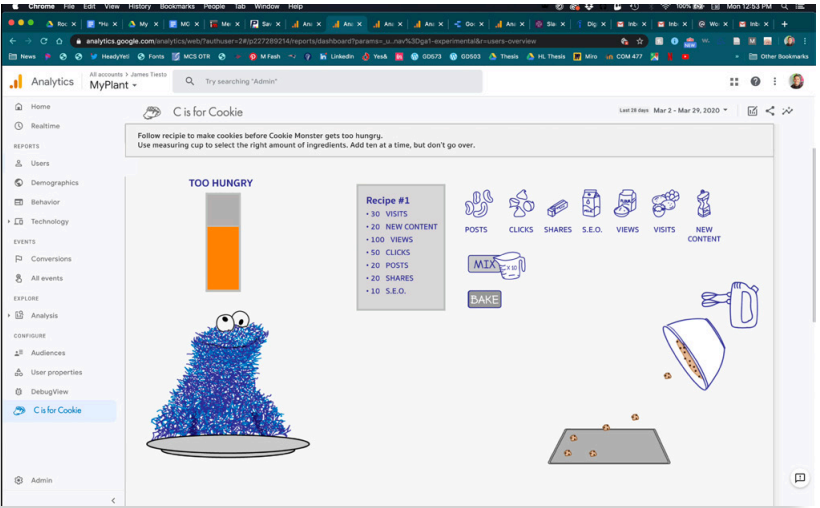 Chrome File Edit View History Bookmarks People Tab Window Help
100%
Mon 12:53 PM
analytics.google.com/analytics/web/?authuser=2#/p227289214/reports/dashboard?params=_u..nav%3Dga1-experimental&r=users-overview
News
HeadyYeti
Fonts
MCS DTR
M Fash
LinkedIn
Yes&
GD573
GD503
Thesis
HL Thesis
Miro
COM 477
Other Bookmarks
Analytics
All accounts > James Tiesto
MyPlant
Try searching "Admin"
Home
Realtime
REPORTS
Users
Demographics
Behavior
Technology
EVENTS
Conversions
All events
EXPLORE
Analysis
CONFIGURE
Audiences
User properties
DebugView
C is for Cookie
Admin
C is for Cookie
Last 28 days Mar 2 - Mar 29, 2020
Follow recipie to make cookies before Cookie Monster gets too hungry.
Use measuring cup to select the right amount of ingredients. Add ten at a time, but don't go over.
TOO HUNGRY
Recipe #1
• 30 VISITS
• 20 NEW CONTENT
• 100 VIEWS
• 50 CLICKS
• 20 POSTS
• 20 SHARES
• 10 S.E.O.
POSTS
CLICKS
SHARES
S.E.O.
VIEWS
VISITS
NEW
CONTENT
MIX
X 10
BAKE